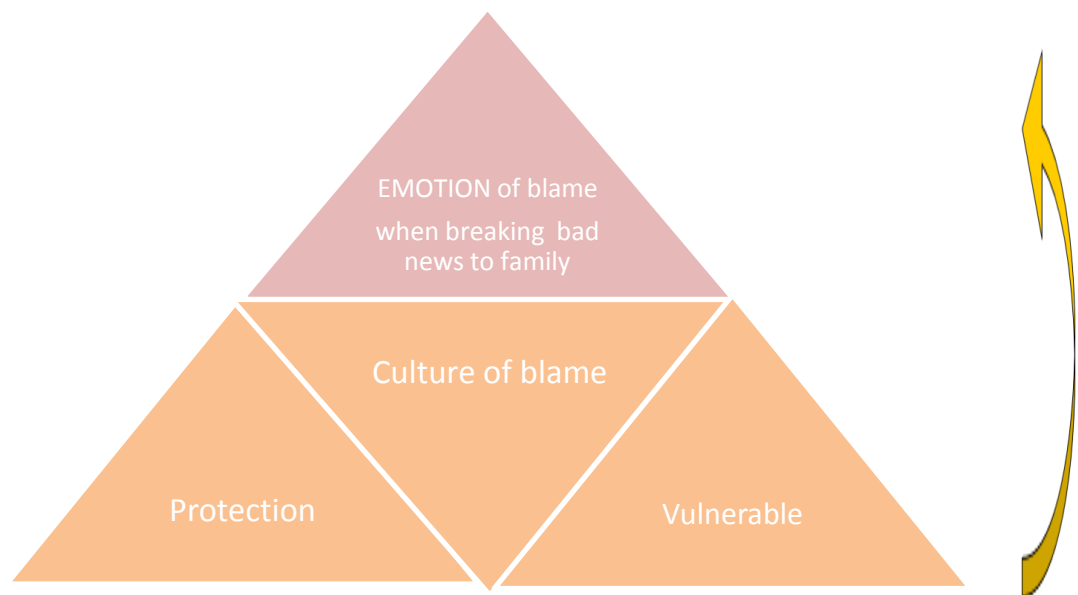 EMOTION of blame
when breaking bad
news to family
Culture of blame
Protection
Vulnerable